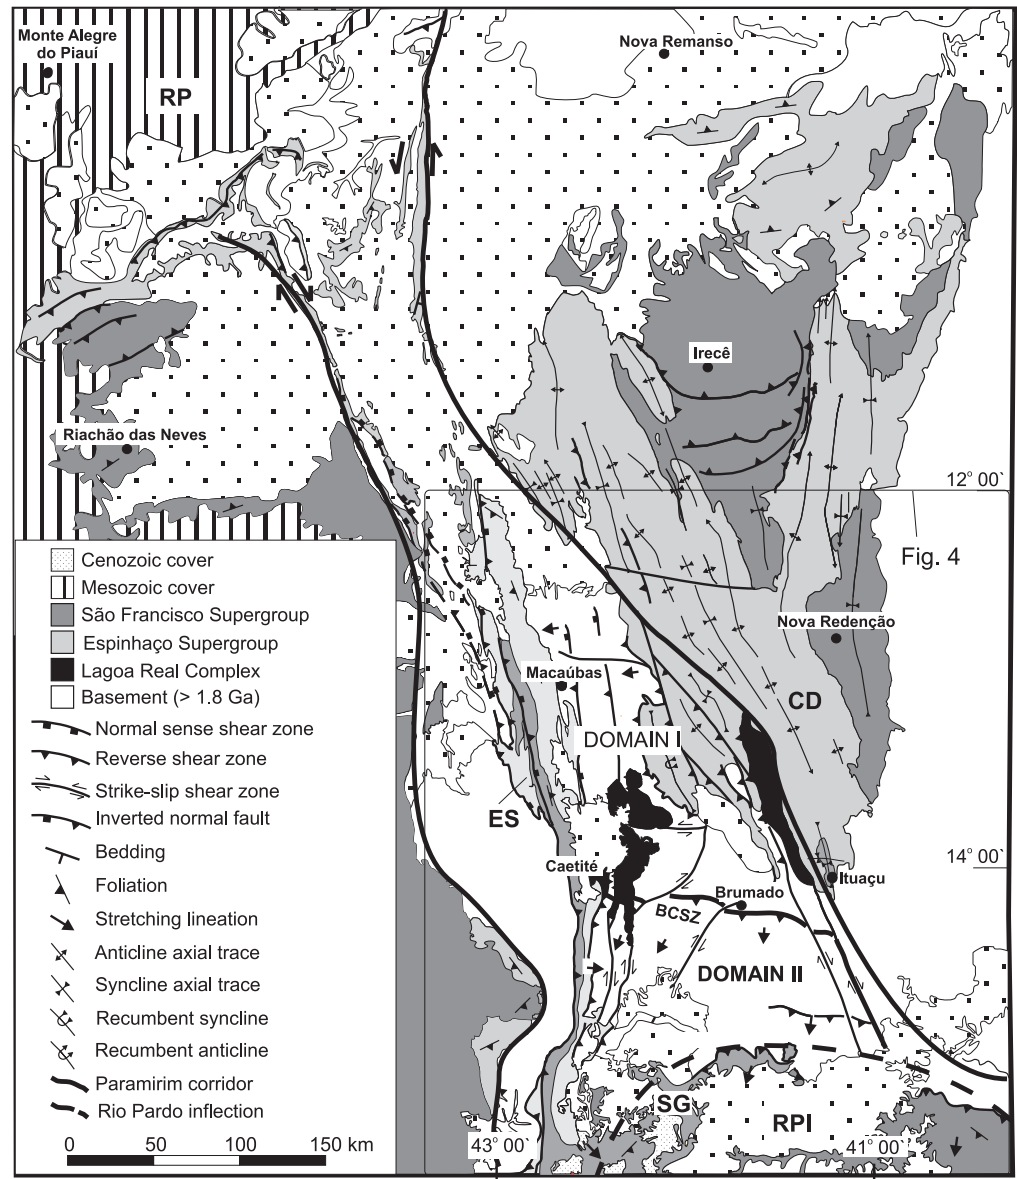 Monte Alegre
do Piauí
RP
Nova Remanso
Irecê
Riachão das Neves
12° 00`
Fig. 4
Cenozoic cover
Mesozoic cover
São Francisco Supergroup
Espinhaço Supergroup
Lagoa Real Complex
Basement (> 1.8 Ga)
Normal sense shear zone
Reverse shear zone
Strike-slip shear zone
Inverted normal fault
Bedding
Foliation
Stretching lineation
Anticline axial trace
Syncline axial trace
Recumbent syncline
Recumbent anticline
Paramirim corridor
Rio Pardo inflection
0 50 100 150 km
Nova Redenção
Macaúbas
CD
DOMAIN I
ES
14° 00`
Caetité
Ituaçu
Brumado
BCSZ
DOMAIN II
SG
RPI
43° 00`
41° 00`